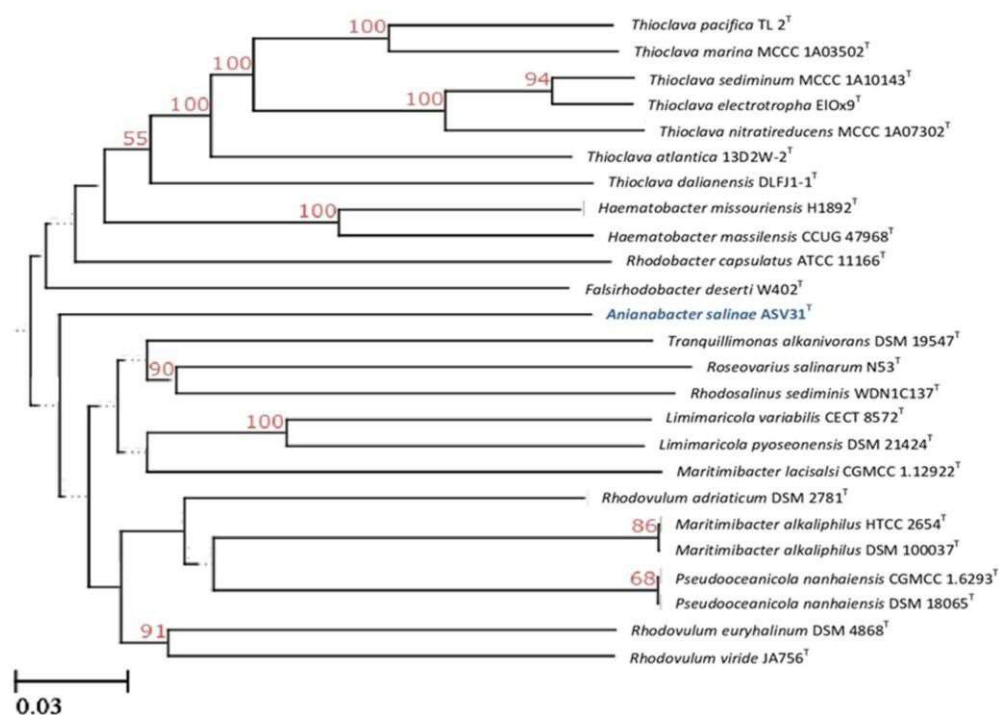 100 Thioclava pacifica TL 2ᵀ
Thioclava marina MCCC 1A03502ᵀ
100
94 Thioclava sediminum MCCC 1A10143ᵀ
100 100 Thioclava electrotropha ElOx9ᵀ
Thioclava nitratireducens MCCC 1A07302ᵀ
55
Thioclava atlantica 13D2W-2ᵀ
Thioclava dalianensis DLFJ1-1ᵀ
100 Haematobacter missouriensis H1892ᵀ
Haematobacter massilensis CCUG 47968ᵀ
Rhodobacter capsulatus ATCC 11166ᵀ
Falsirhodobacter deserti W402ᵀ
Anianabacter salinae ASV31ᵀ
Tranquillimonas alkanivorans DSM 19547ᵀ
90 Roseovarius salinarum N53ᵀ
Rhodosalinus sediminis WDN1C137ᵀ
100 Limimaricola variabilis CECT 8572ᵀ
Limimaricola pyoseonensis DSM 21424ᵀ
Maritimibacter lacisalsi CGMCC 1.12922ᵀ
Rhodovulum adriaticum DSM 2781ᵀ
86 Maritimibacter alkaliphilus HTCC 2654ᵀ
Maritimibacter alkaliphilus DSM 100037ᵀ
68 Pseudooceanicola nanhaiensis CGMCC 1.6293ᵀ
Pseudooceanicola nanhaiensis DSM 18065ᵀ
91 Rhodovulum euryhalinum DSM 4868ᵀ
Rhodovulum viride JA756ᵀ
0.03